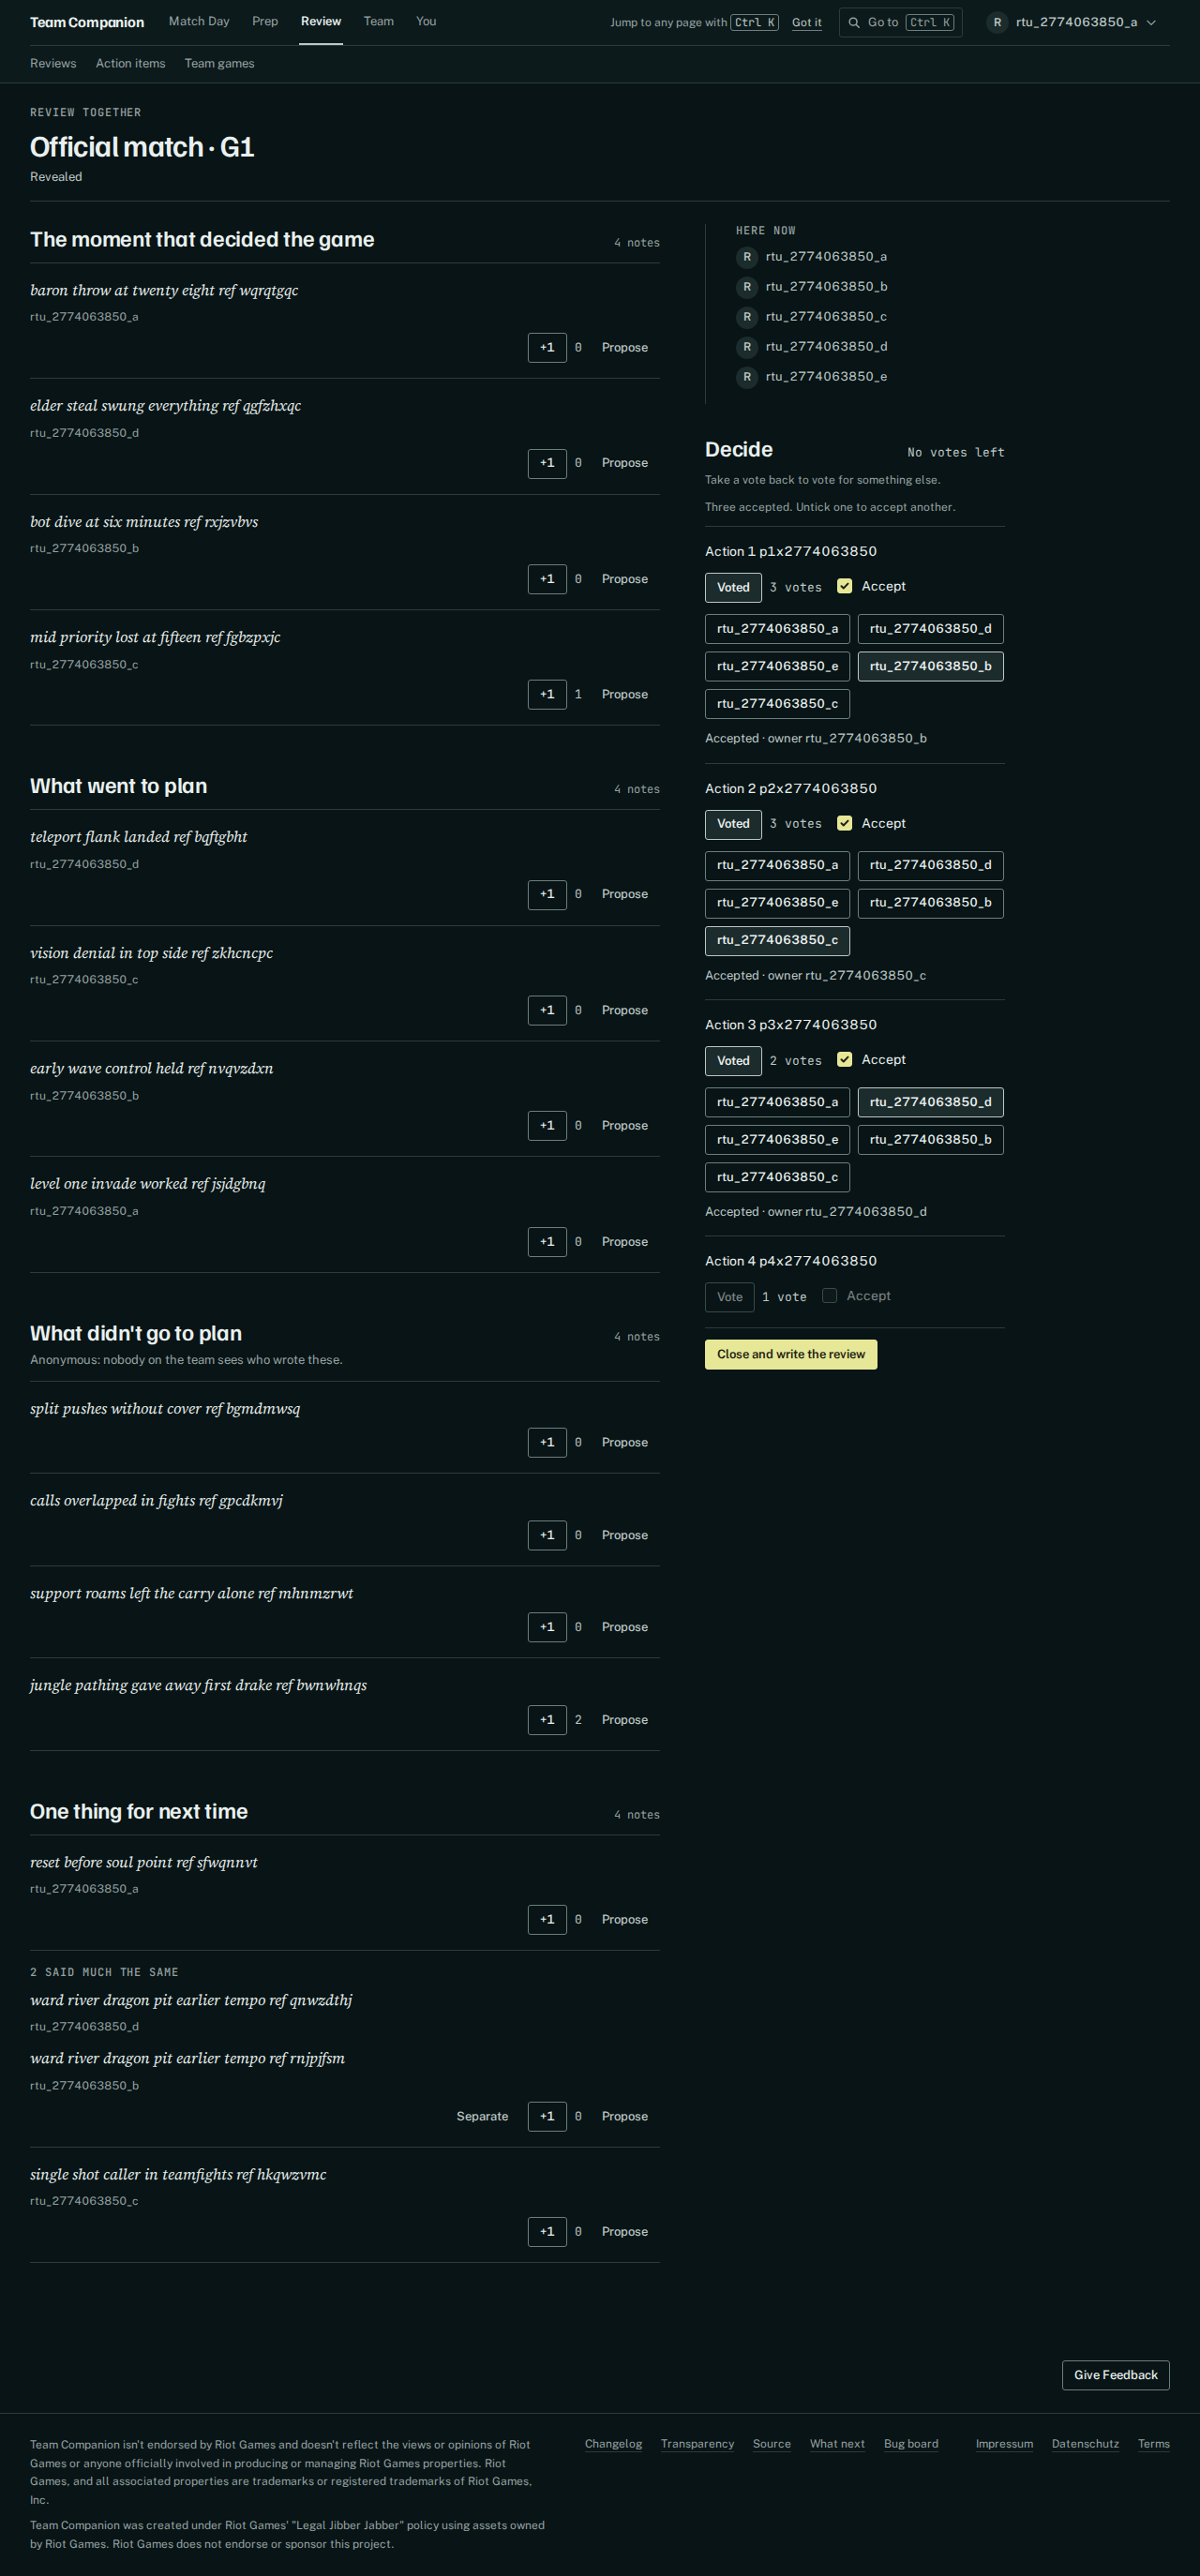 Team Companion Match Day Prep Review Team You Jump to any page with Ctrl K Got it Go to Ctrl K R rtu_2774063850_a
Reviews Action items Team games
REVIEW TOGETHER
Official match · G1
Revealed
The moment that decided the game 4 notes
baron throw at twenty eight ref wqrqtgqc
rtu_2774063850_a
+1 0 Propose
elder steal swung everything ref qgfzhxqc
rtu_2774063850_d
+1 0 Propose
bot dive at six minutes ref rxjzvbvs
rtu_2774063850_b
+1 0 Propose
mid priority lost at fifteen ref fgbzpxjc
rtu_2774063850_c
+1 1 Propose
What went to plan 4 notes
teleport flank landed ref bqftgbht
rtu_2774063850_d
+1 0 Propose
vision denial in top side ref zkhcncpc
rtu_2774063850_c
+1 0 Propose
early wave control held ref nvqvzdxn
rtu_2774063850_b
+1 0 Propose
level one invade worked ref jsjdgbnq
rtu_2774063850_a
+1 0 Propose
What didn't go to plan 4 notes
Anonymous: nobody on the team sees who wrote these.
split pushes without cover ref bgmdmwsq
+1 0 Propose
calls overlapped in fights ref gpcdkmvj
+1 0 Propose
support roams left the carry alone ref mhnmzrwt
+1 0 Propose
jungle pathing gave away first drake ref bwnwhnqs
+1 2 Propose
One thing for next time 4 notes
reset before soul point ref sfwqnnvt
rtu_2774063850_a
+1 0 Propose
2 SAID MUCH THE SAME
ward river dragon pit earlier tempo ref qnwzdthj
rtu_2774063850_d
ward river dragon pit earlier tempo ref rnjpjfsm
rtu_2774063850_b
Separate +1 0 Propose
single shot caller in teamfights ref hkqwzvmc
rtu_2774063850_c
+1 0 Propose
HERE NOW
R rtu_2774063850_a
R rtu_2774063850_b
R rtu_2774063850_c
R rtu_2774063850_d
R rtu_2774063850_e
Decide No votes left
Take a vote back to vote for something else.
Three accepted. Untick one to accept another.
Action 1 p1x2774063850
Voted 3 votes Accept
rtu_2774063850_a rtu_2774063850_d
rtu_2774063850_e rtu_2774063850_b
rtu_2774063850_c
Accepted · owner rtu_2774063850_b
Action 2 p2x2774063850
Voted 3 votes Accept
rtu_2774063850_a rtu_2774063850_d
rtu_2774063850_e rtu_2774063850_b
rtu_2774063850_c
Accepted · owner rtu_2774063850_c
Action 3 p3x2774063850
Voted 2 votes Accept
rtu_2774063850_a rtu_2774063850_d
rtu_2774063850_e rtu_2774063850_b
rtu_2774063850_c
Accepted · owner rtu_2774063850_d
Action 4 p4x2774063850
Vote 1 vote Accept
Close and write the review
Give Feedback
Team Companion isn't endorsed by Riot Games and doesn't reflect the views or opinions of Riot
Games or anyone officially involved in producing or managing Riot Games properties. Riot
Games, and all associated properties are trademarks or registered trademarks of Riot Games,
Inc.
Team Companion was created under Riot Games' "Legal Jibber Jabber" policy using assets owned
by Riot Games. Riot Games does not endorse or sponsor this project.
Changelog Transparency Source What next Bug board Impressum Datenschutz Terms